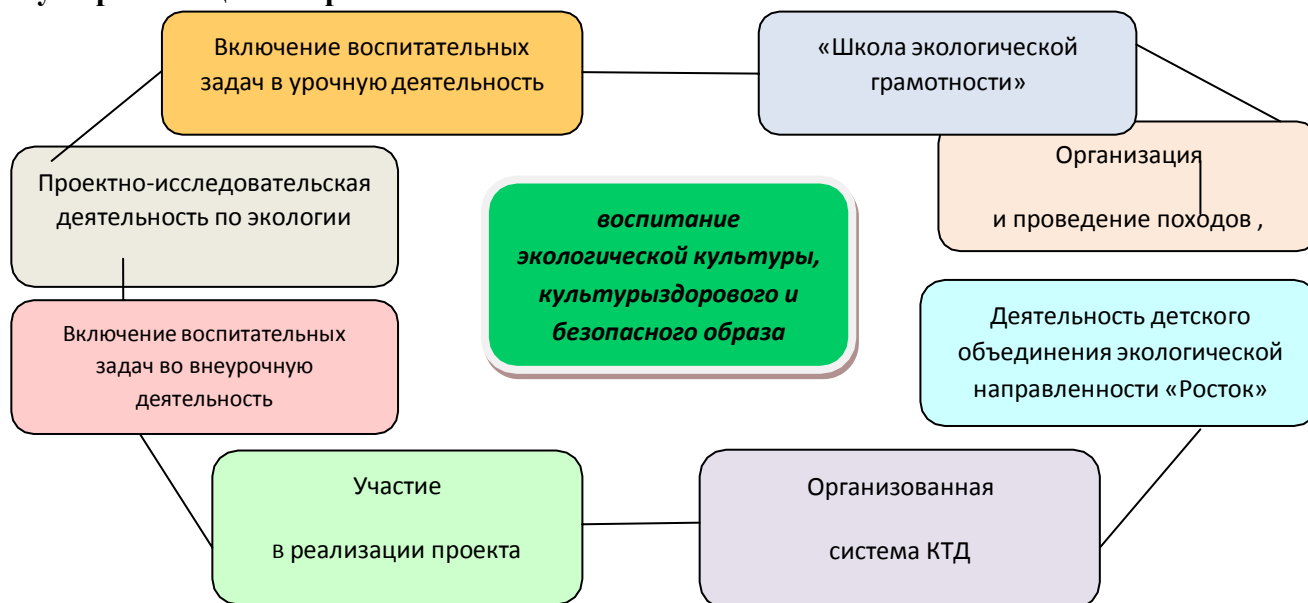 Включение воспитательных
задач в урочную деятельность
«Школа экологической
грамотности»
Проектно-исследовательская
деятельность по экологии
воспитание
экологической культуры,
культурыздорового и
безопасного образа
Организация
и проведение походов ,
Включение воспитательных
задач во внеурочную
деятельность
Деятельность детского
объединения экологической
направленности «Росток»
Участие
в реализации проекта
Организованная
система КТД